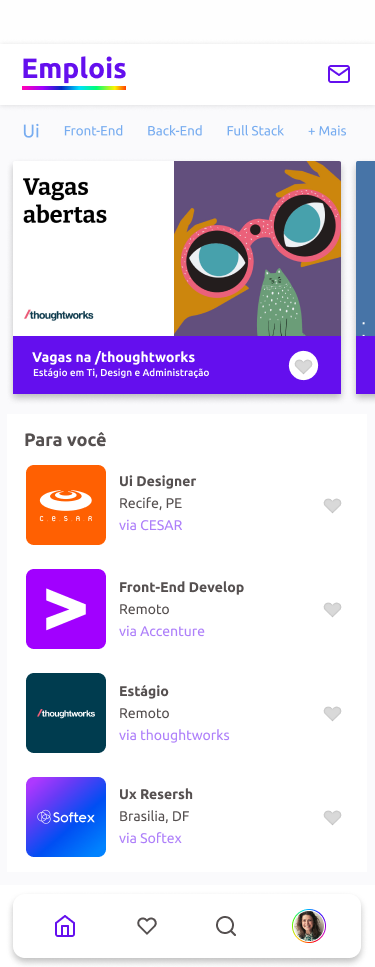 Emplois
Ui Front-End Back-End Full Stack + Mais
Vagas
abertas
/thoughtworks
Vagas na /thoughtworks
Estágio em Ti, Design e Administração
Para você
CESAR
Ui Designer
Recife, PE
via CESAR
Front-End Develop
Remoto
via Accenture
/thoughtworks
Estágio
Remoto
via thoughtworks
Softex
Ux Resersh
Brasilia, DF
via Softex